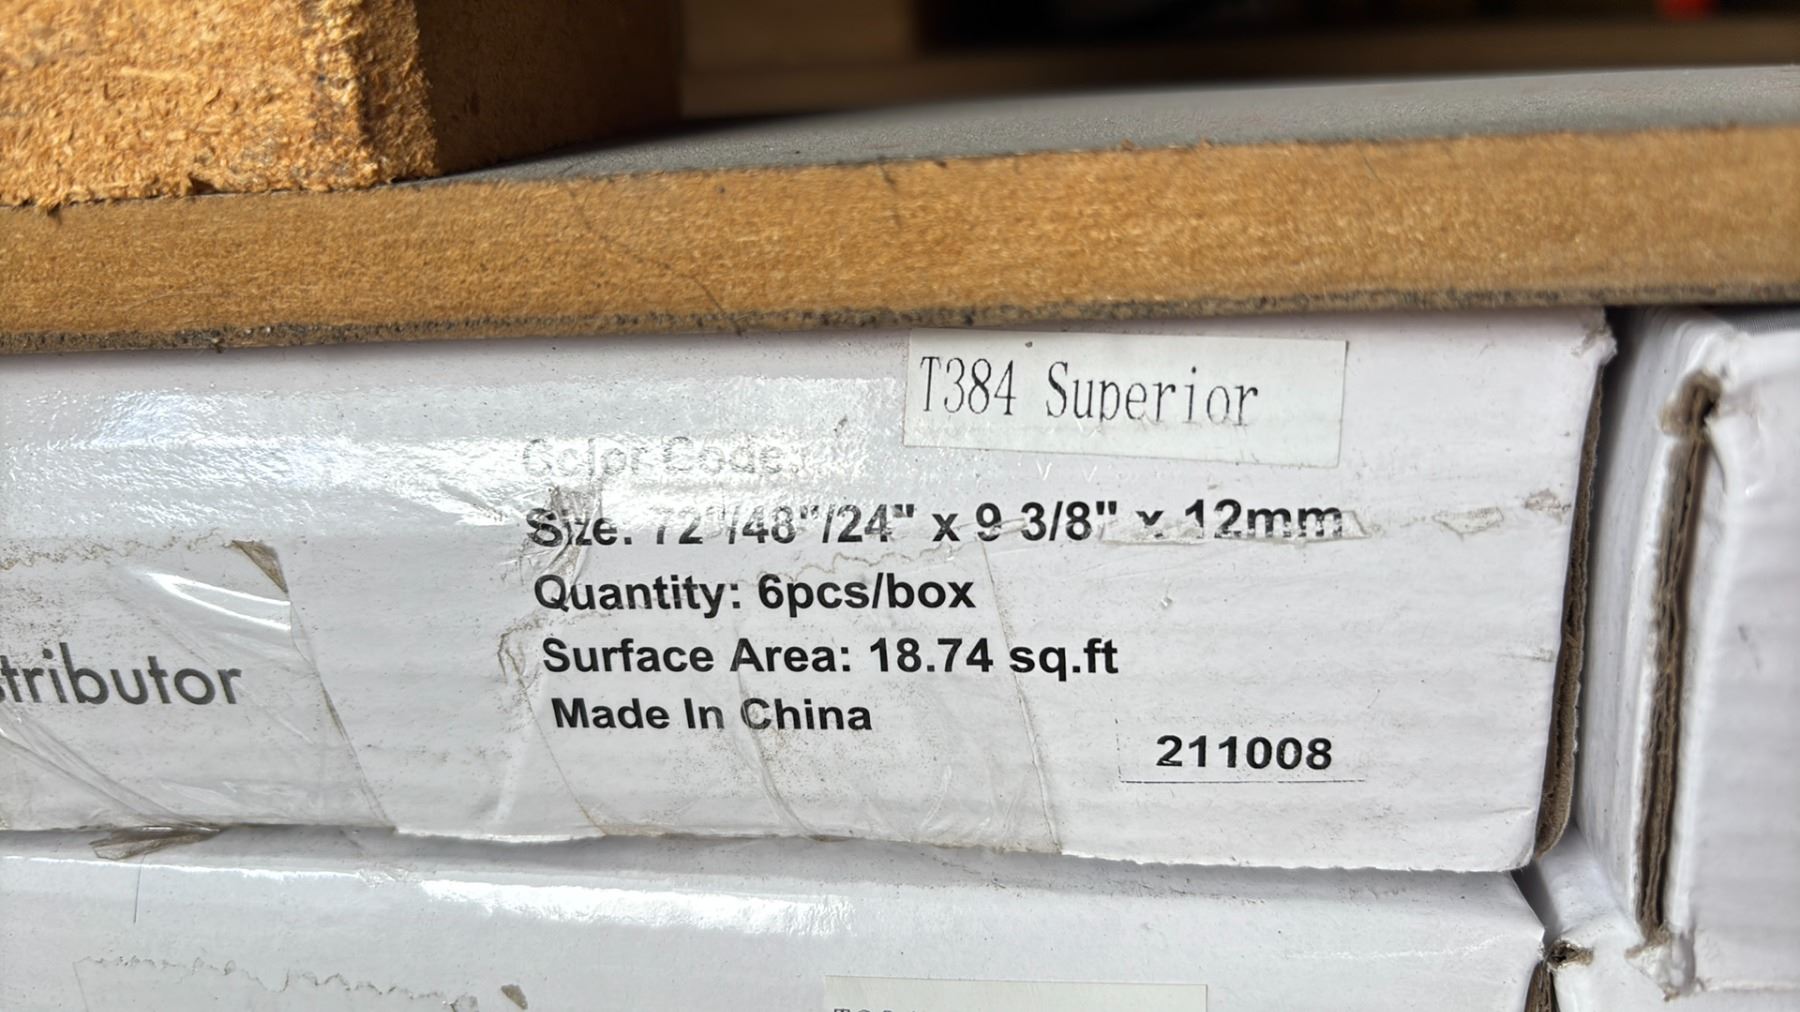 T384 Superior
Color Code:
Size: 72"/48"/24" x 9 3/8" x 12mm
Quantity: 6pcs/box
Surface Area: 18.74 sq.ft
tributor
Made In China
211008